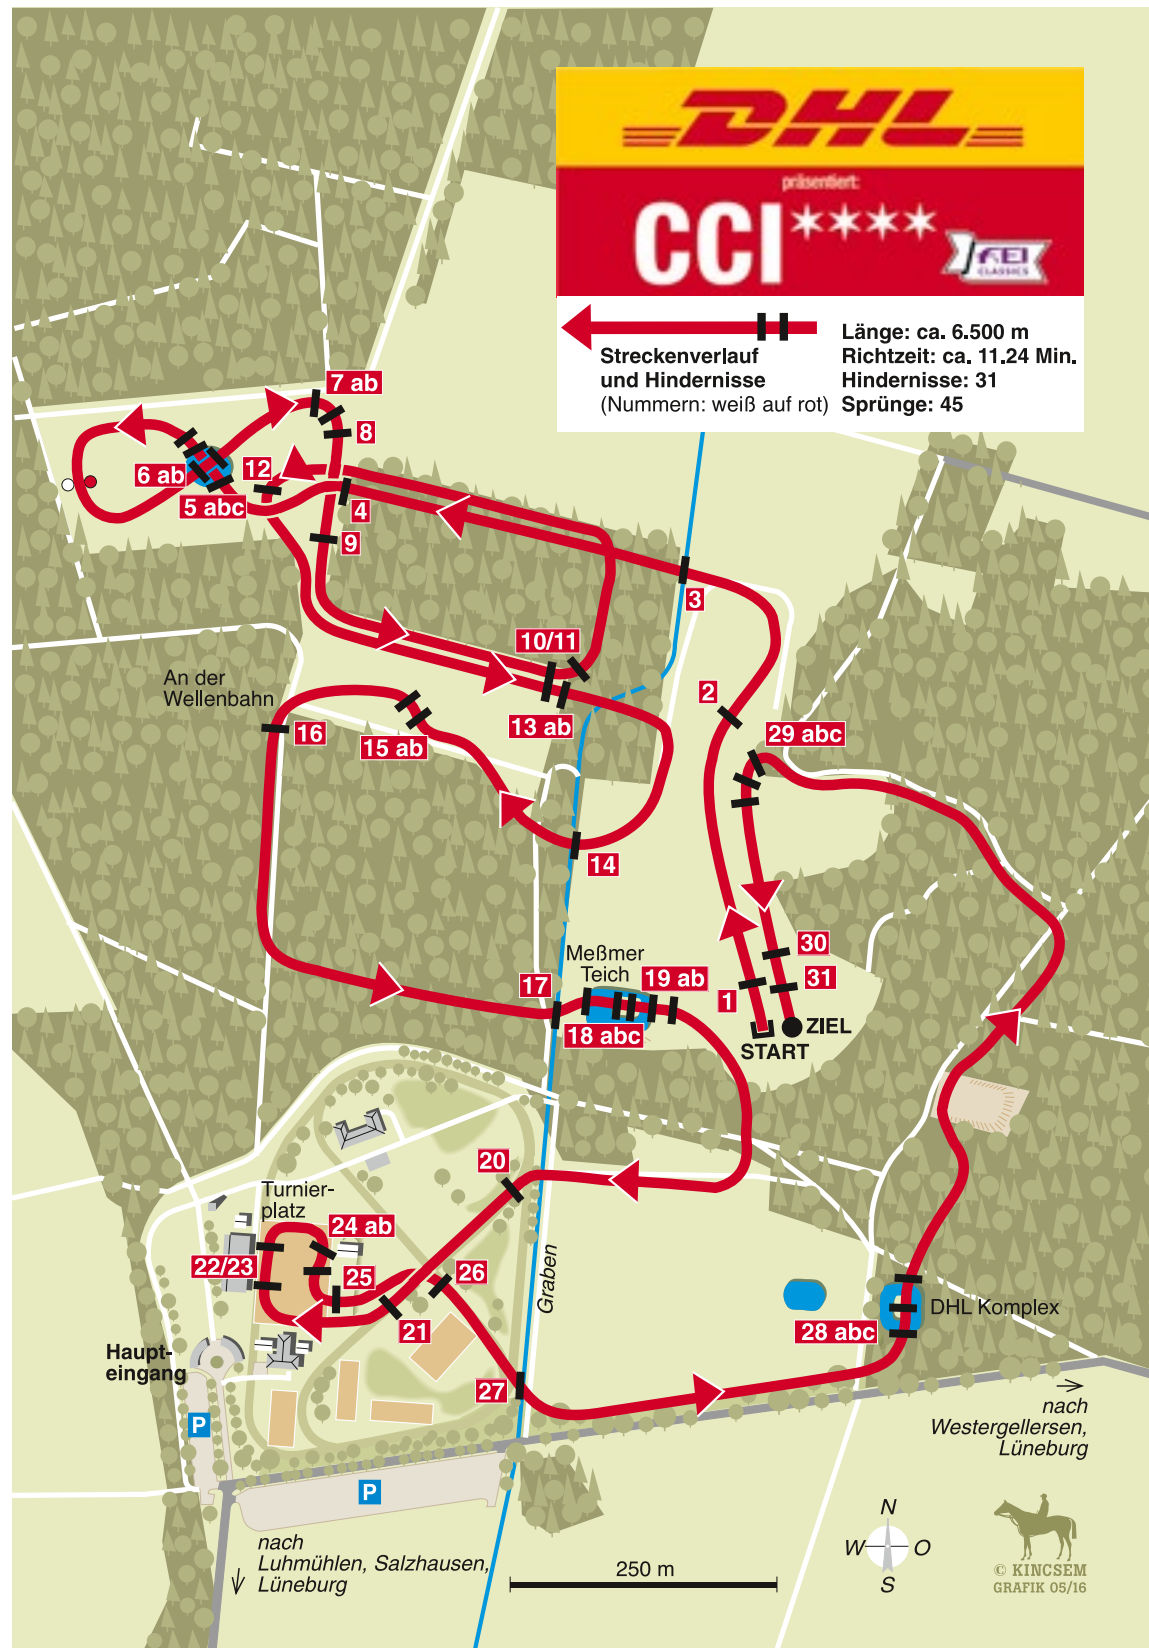 DHL
präsentiert:
CCI****
FEI
CLASSICS
Streckenverlauf
und Hindernisse
(Nummern: weiß auf rot)
Länge: ca. 6.500 m
Richtzeit: ca. 11.24 Min.
Hindernisse: 31
Sprünge: 45
7 ab
8
6 ab
12
5 abc
4
9
3
10/11
An der
Wellenbahn
2
13 ab
16
15 ab
29 abc
14
30
Meßmer
Teich
19 ab
17
1
31
18 abc
ZIEL
START
20
Turnier-
platz
24 ab
22/23
25
26
Graben
21
28 abc
DHL Komplex
Haupt-
eingang
27
P
nach
Westergellersen,
Lüneburg
P
nach
Luhmühlen, Salzhausen,
Lüneburg
250 m
N
W
O
S
© KINCSEM
GRAFIK 05/16